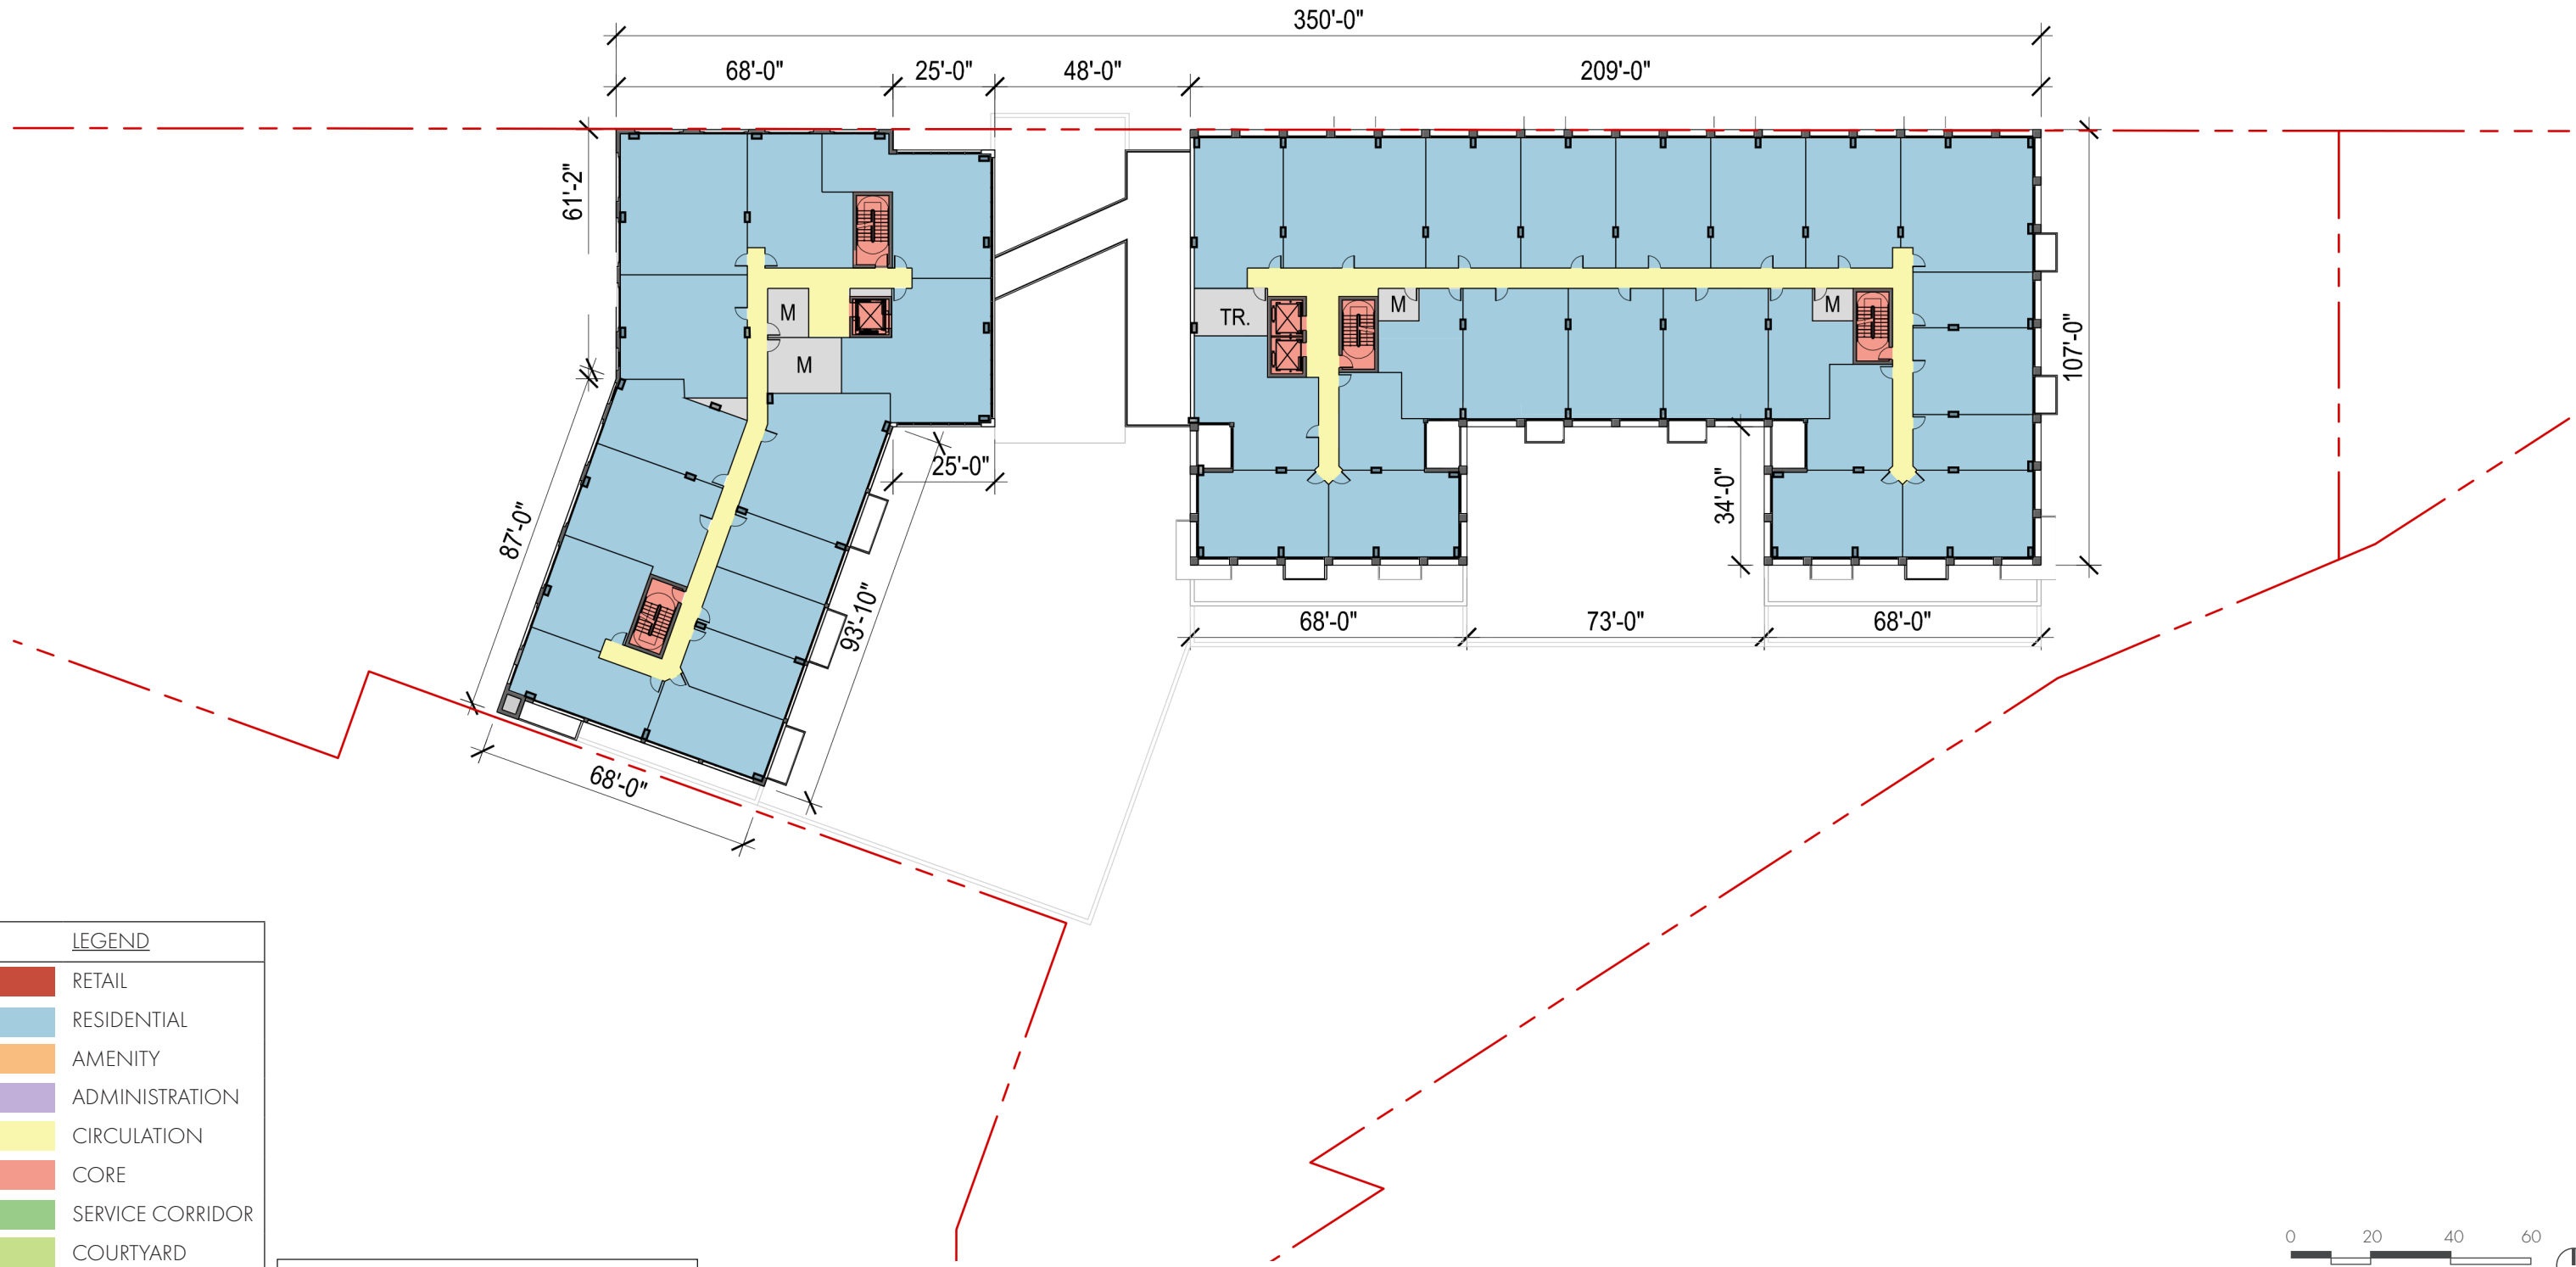 350'-0"
68'-0" 25'-0" 48'-0" 209'-0"
61'-2"
M
M
TR.
M
M
107'-0"
25'-0"
34'-0"
87'-0"
93'-10"
68'-0"
68'-0" 73'-0" 68'-0"
LEGEND
RETAIL
RESIDENTIAL
AMENITY
ADMINISTRATION
CIRCULATION
CORE
SERVICE CORRIDOR
COURTYARD
0 20 40 60